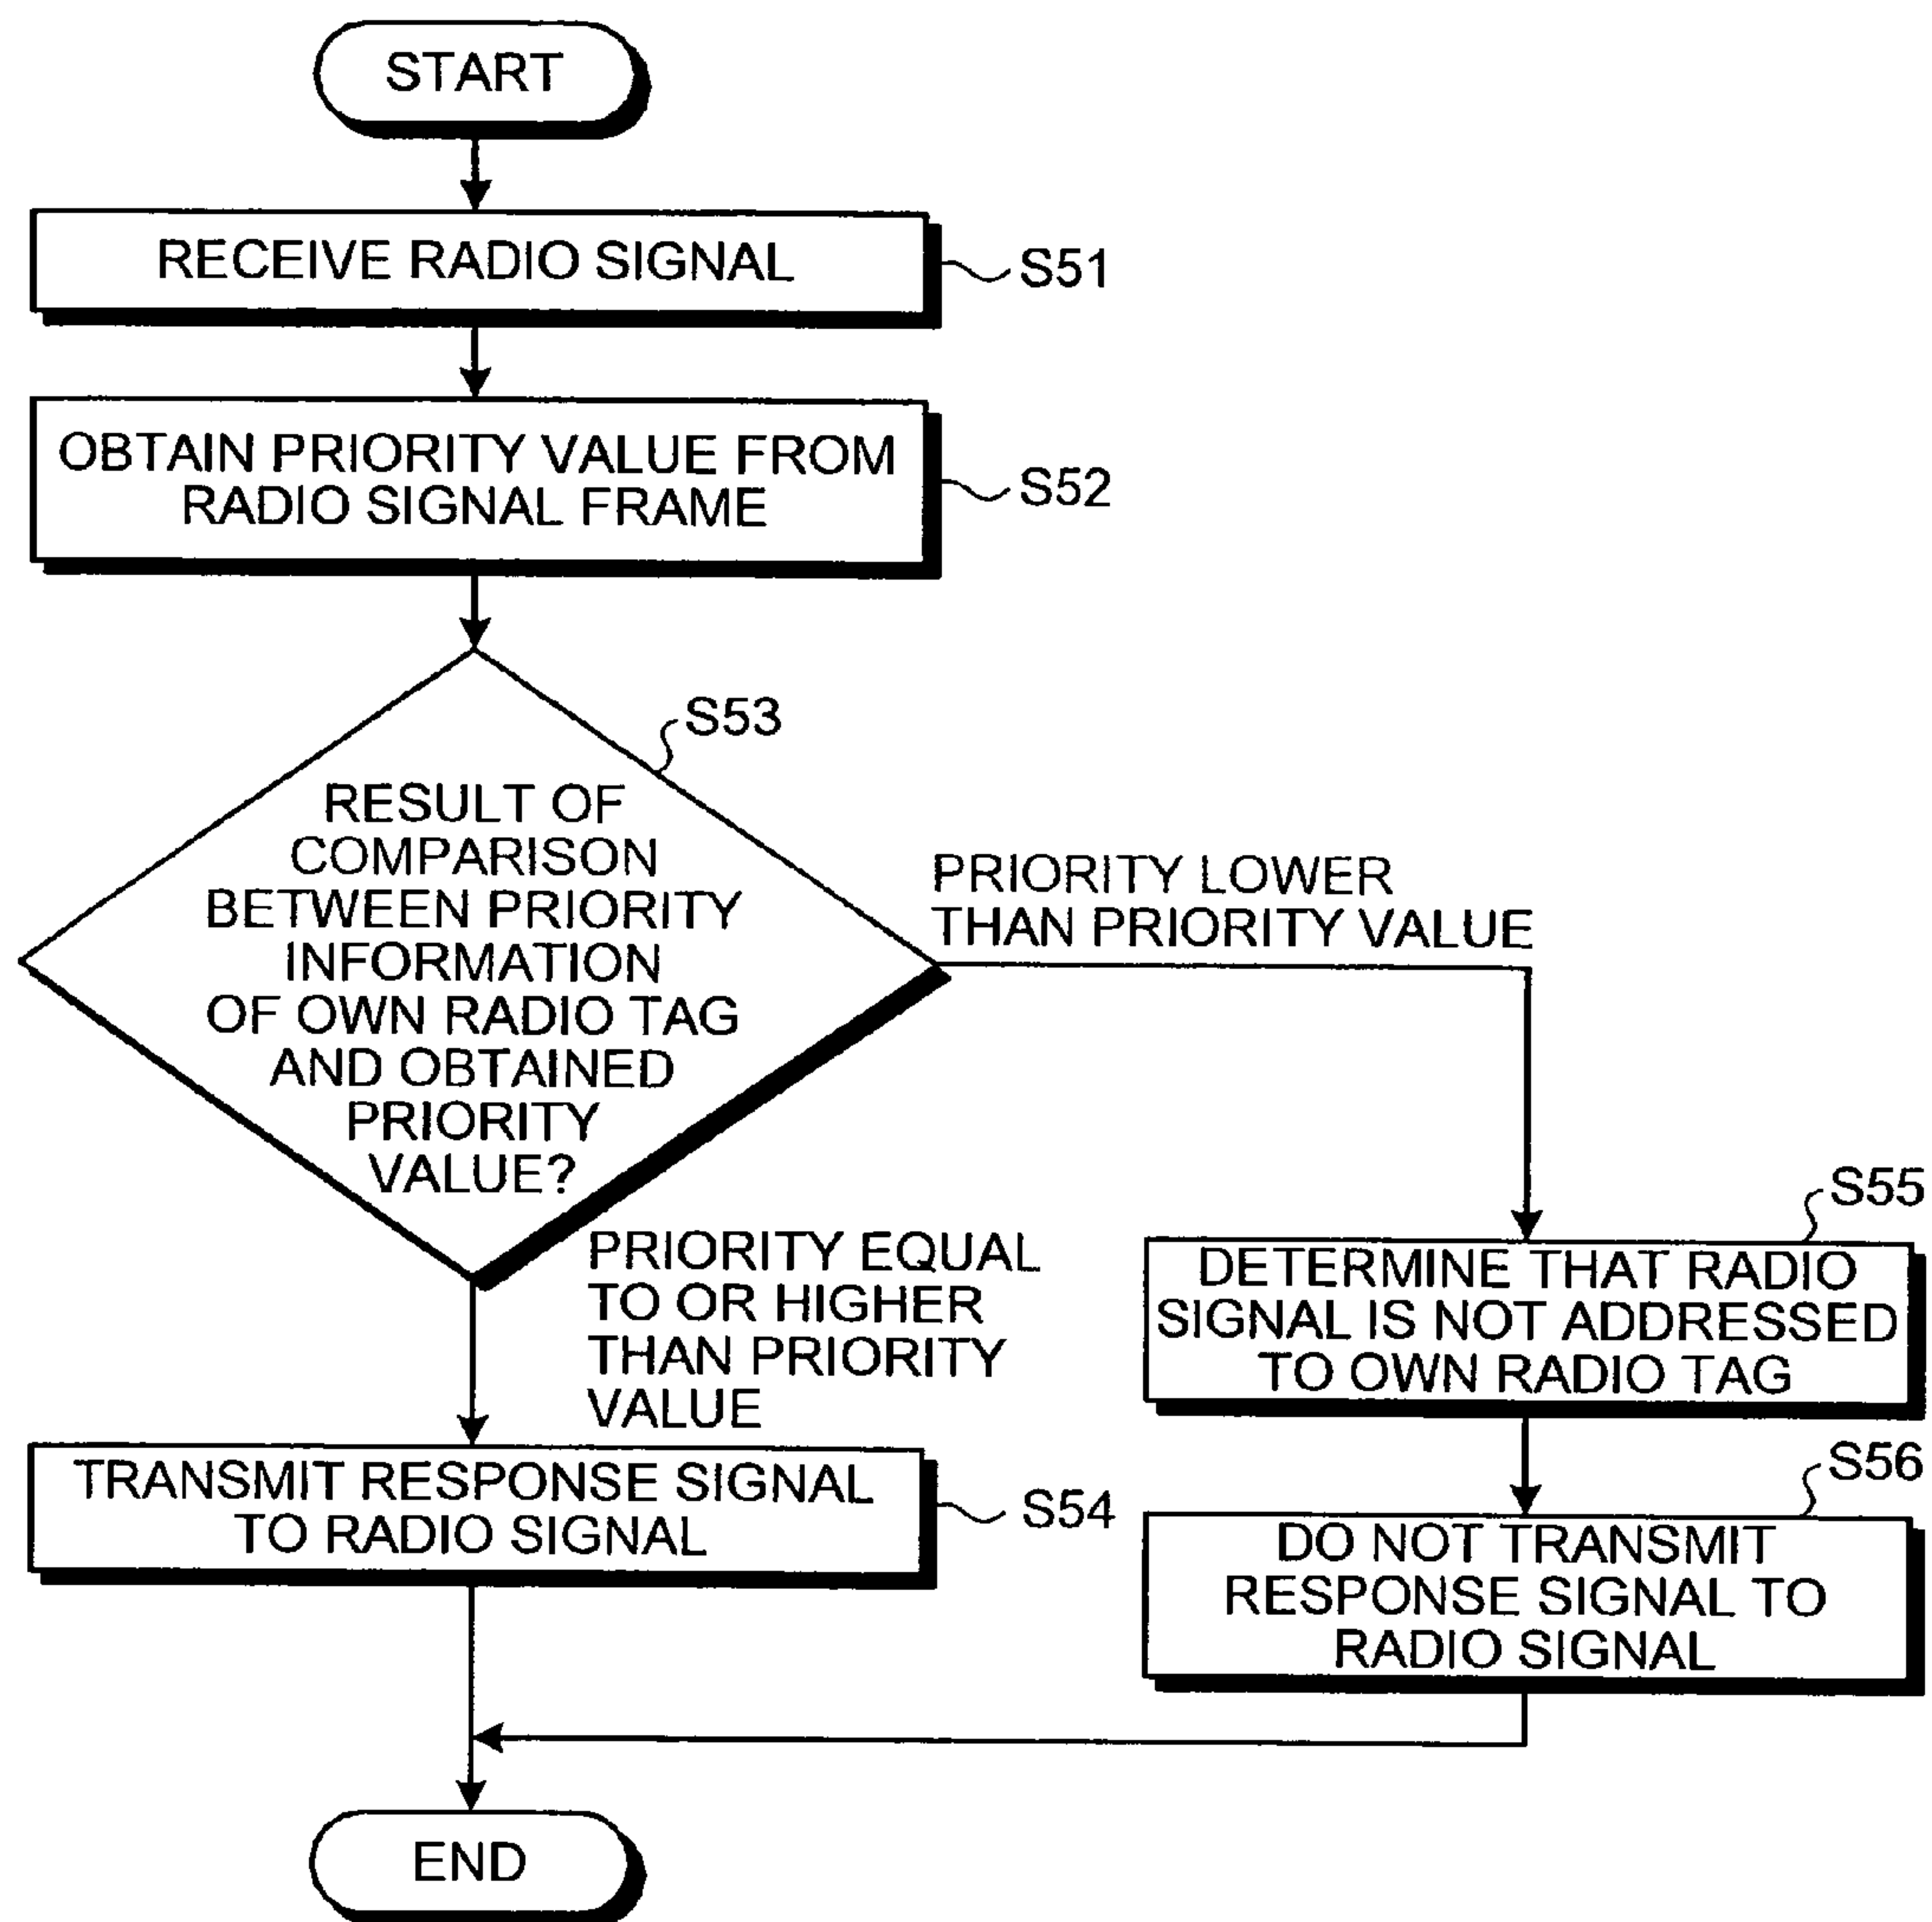 START
RECEIVE RADIO SIGNAL
S51
OBTAIN PRIORITY VALUE FROM
RADIO SIGNAL FRAME
S52
S53
RESULT OF
COMPARISON
BETWEEN PRIORITY
INFORMATION
OF OWN RADIO TAG
AND OBTAINED
PRIORITY
VALUE?
PRIORITY LOWER
THAN PRIORITY VALUE
PRIORITY EQUAL
TO OR HIGHER
THAN PRIORITY
VALUE
TRANSMIT RESPONSE SIGNAL
TO RADIO SIGNAL
S54
S55
DETERMINE THAT RADIO
SIGNAL IS NOT ADDRESSED
TO OWN RADIO TAG
S56
DO NOT TRANSMIT
RESPONSE SIGNAL TO
RADIO SIGNAL
END